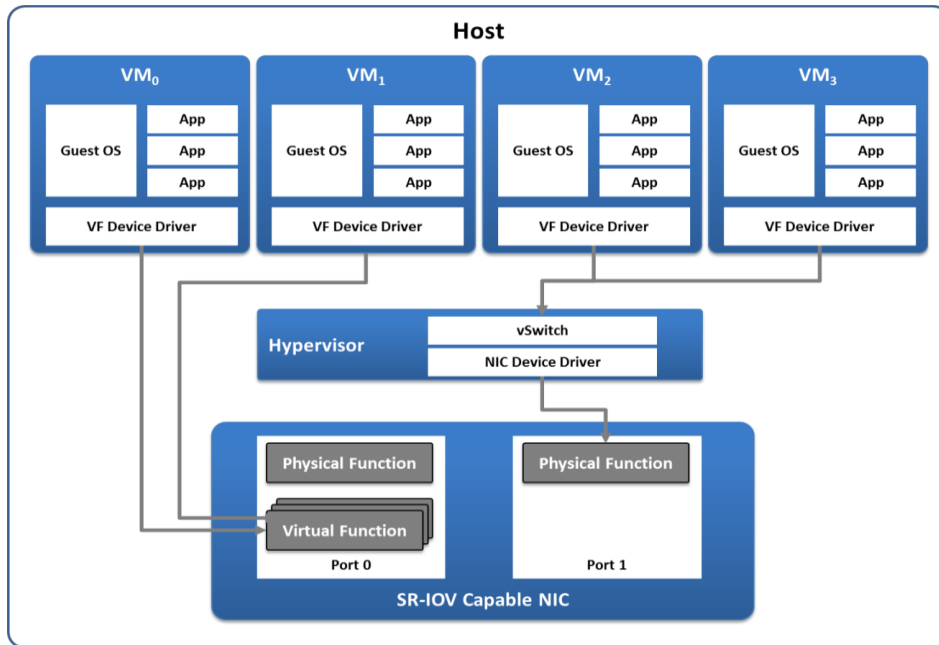 Host
VM₀
Guest OS
App
App
App
VF Device Driver
VM₁
Guest OS
App
App
App
VF Device Driver
VM₂
Guest OS
App
App
App
VF Device Driver
VM₃
Guest OS
App
App
App
VF Device Driver
Hypervisor
vSwitch
NIC Device Driver
Physical Function
Virtual Function
Port 0
Physical Function
Port 1
SR-IOV Capable NIC